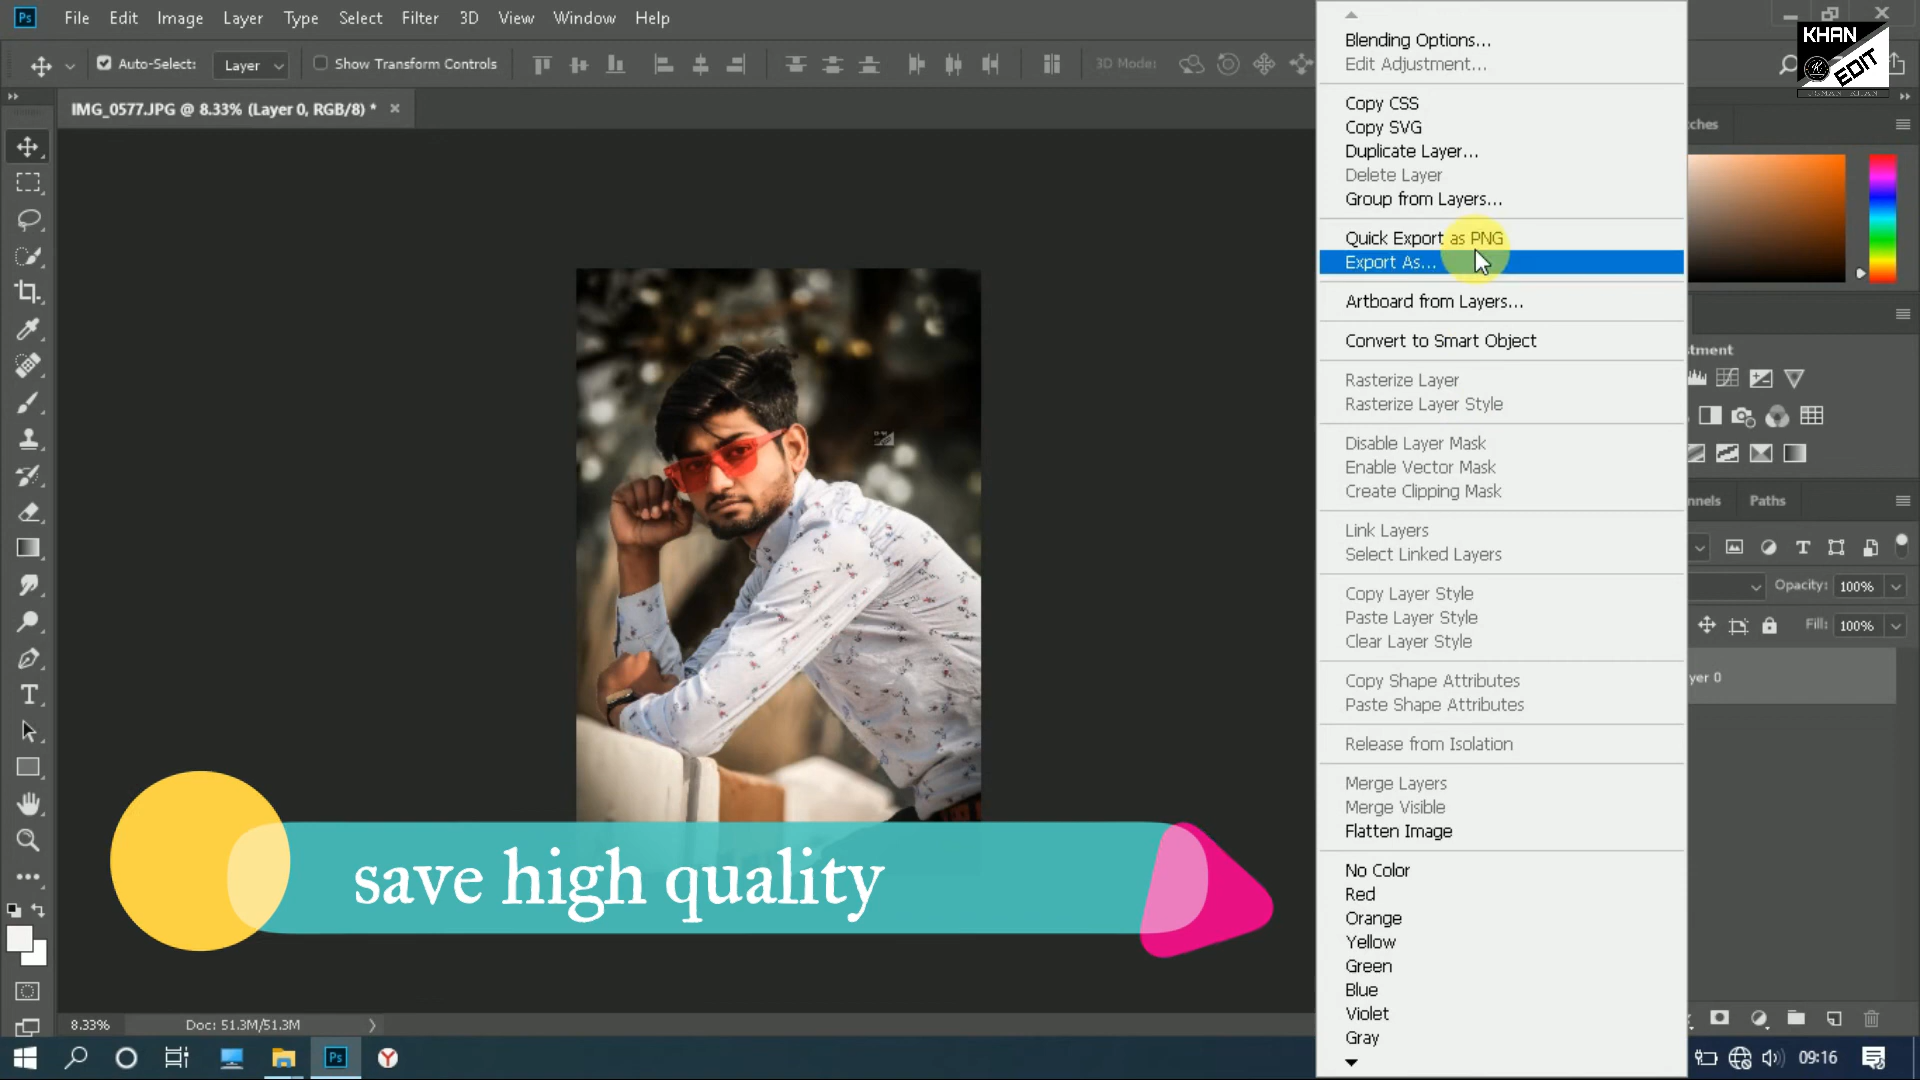 Ps File Edit Image Layer Type Select Filter 3D View Window Help
Auto-Select: Layer Show Transform Controls 3D Mode:
IMG_0577.JPG @ 8.33% (Layer 0, RGB/8) * ×
KHAN
EDIT
USMAN KHAN
Blending Options...
Edit Adjustment...
Copy CSS
Copy SVG
Duplicate Layer...
Delete Layer
Group from Layers...
Quick Export as PNG
Export As...
Artboard from Layers...
Convert to Smart Object
Rasterize Layer
Rasterize Layer Style
Disable Layer Mask
Enable Vector Mask
Create Clipping Mask
Link Layers
Select Linked Layers
Copy Layer Style
Paste Layer Style
Clear Layer Style
Copy Shape Attributes
Paste Shape Attributes
Release from Isolation
Merge Layers
Merge Visible
Flatten Image
No Color
Red
Orange
Yellow
Green
Blue
Violet
Gray
tches
stment
nnels Paths
Opacity: 100%
Fill: 100%
yer 0
save high quality
8.33% Doc: 51.3M/51.3M
Ps 09:16